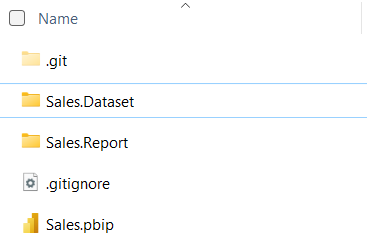 Name
.git
Sales.Dataset
Sales.Report
.gitignore
Sales.pbip